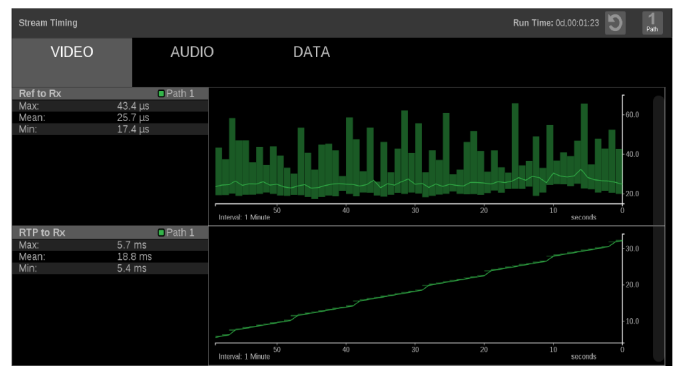 Stream Timing Run Time: 0d,00:01:23 1 Path
VIDEO AUDIO DATA
Ref to Rx Path 1
Max: 43.4 µs
Mean: 25.7 µs
Min: 17.4 µs
60.0
40.0
20.0
50 40 30 20 10 0
Interval: 1 Minute seconds
RTP to Rx Path 1
Max: 5.7 ms
Mean: 18.8 ms
Min: 5.4 ms
30.0
20.0
10.0
50 40 30 20 10 0
Interval: 1 Minute seconds